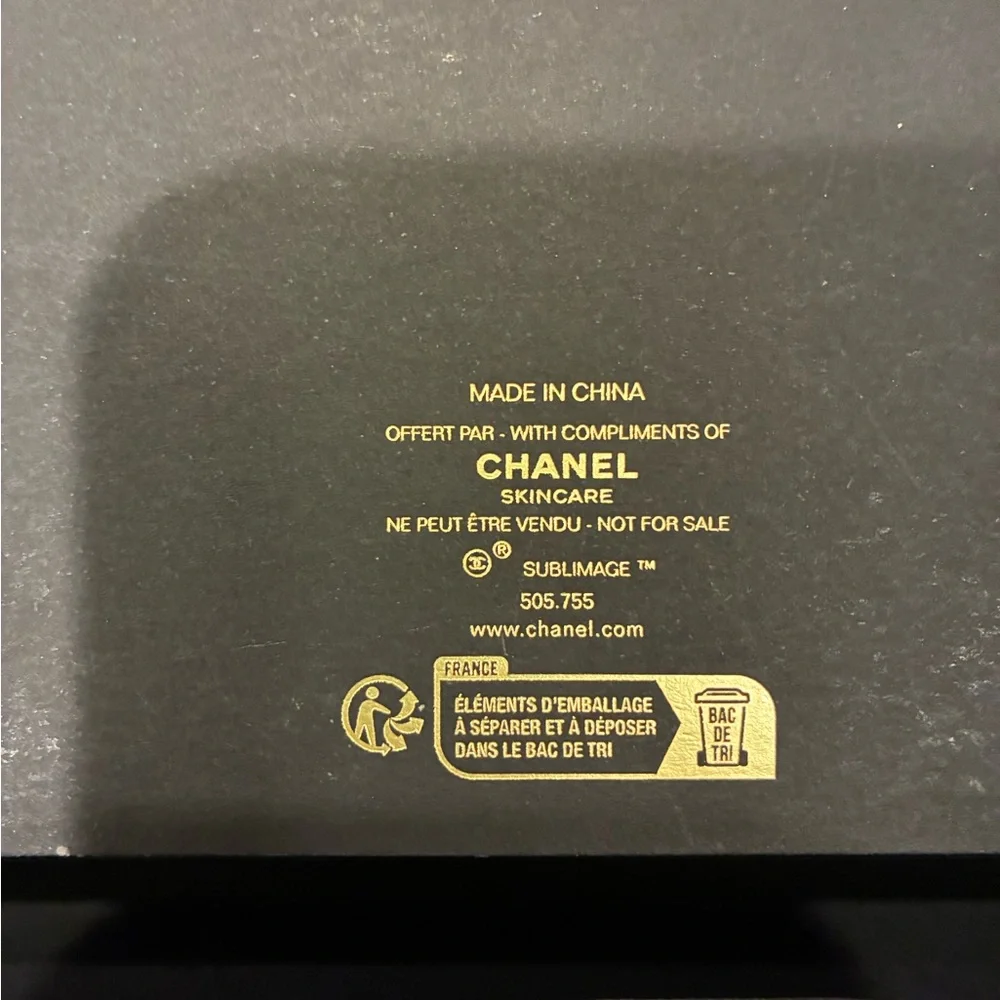 MADE IN CHINA
OFFERT PAR - WITH COMPLIMENTS OF
CHANEL
SKINCARE
NE PEUT ÊTRE VENDU - NOT FOR SALE
® SUBLIMAGE ™
505.755
www.chanel.com
FRANCE
ÉLÉMENTS D'EMBALLAGE
À SÉPARER ET À DÉPOSER
DANS LE BAC DE TRI
BAC
DE
TRI